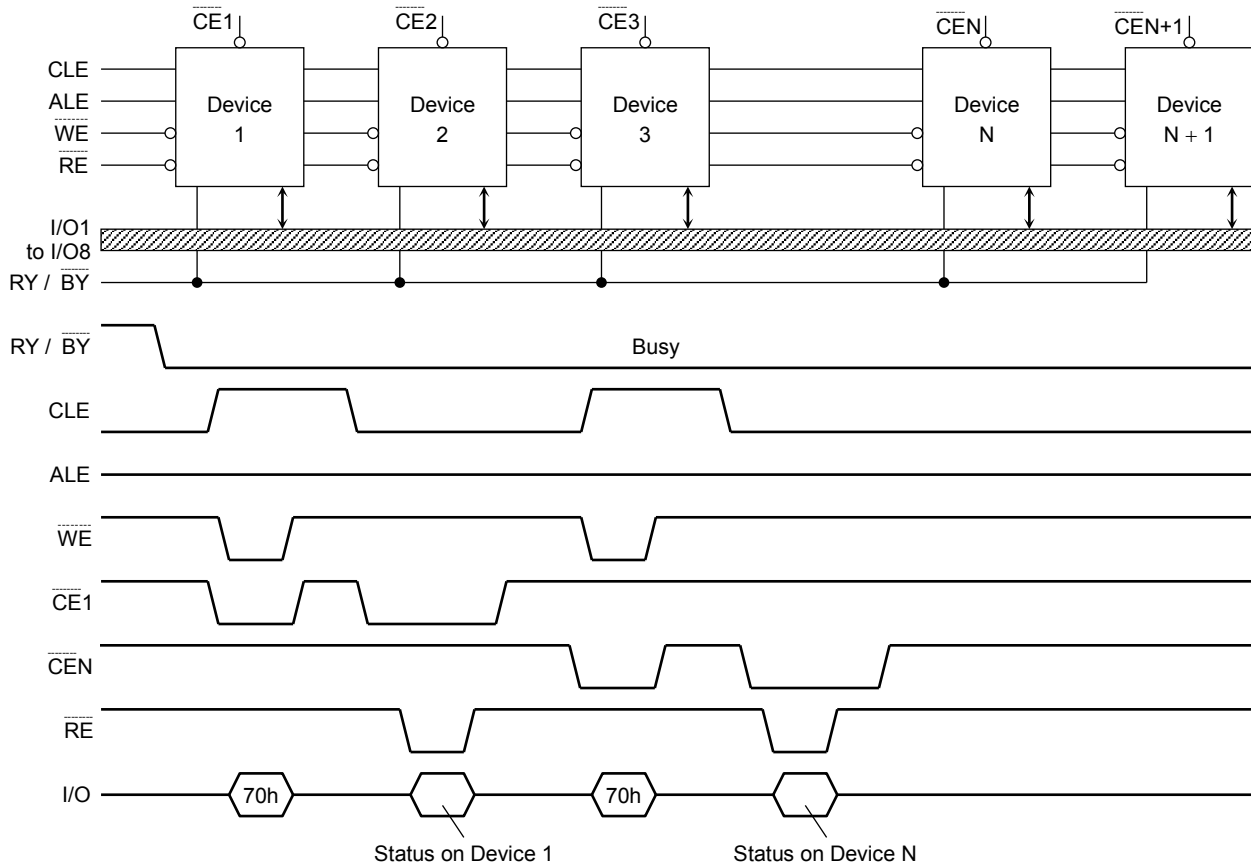 CE1 CE2 CE3 CEN CEN+1
CLE
ALE
WE
RE
Device 1
Device 2
Device 3
Device N
Device N + 1
I/O1 to I/O8
RY / BY
RY / BY
Busy
CLE
ALE
WE
CE1
CEN
RE
I/O
70h
70h
Status on Device 1
Status on Device N